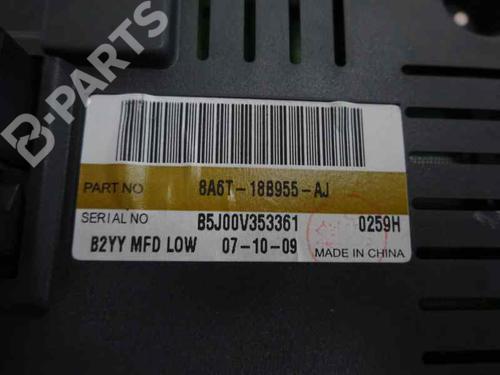 B-PARTS
PART NO 8A6T-18B955-AJ
SERIAL NO B5J00V353361 0259H
B2YY MFD LOW 07-10-09 MADE IN CHINA